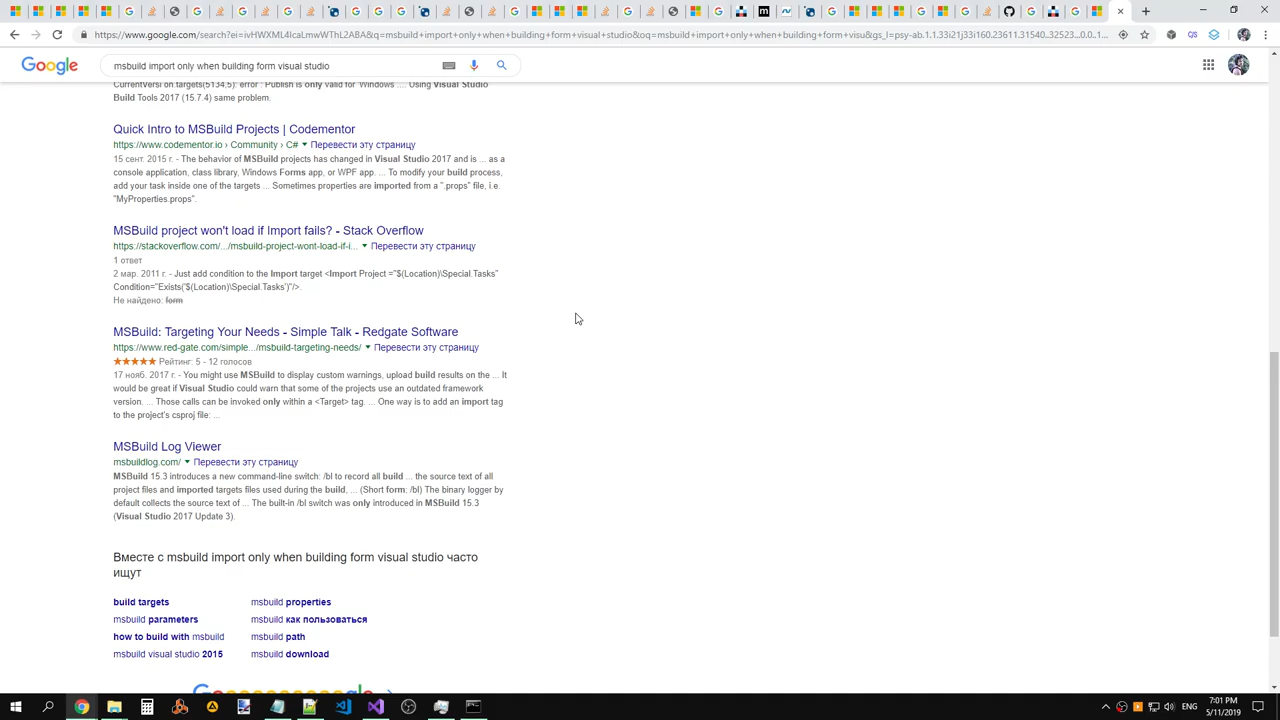 https://www.google.com/search?ei=ivHWXML4IcaLmwWThL2ABA&q=msbuild+import+only+when+building+form+visual+studio&oq=msbuild+import+only+when+building+form+visu&gs_l=psy-ab.1.1.33i21j33i160.23611.31540..32523...0.0..1...
Google
msbuild import only when building form visual studio
CurrentVersi on.targets(5134,5): error : Publish is only valid for 'Windows .... Using Visual Studio
Build Tools 2017 (15.7.4) same problem.
Quick Intro to MSBuild Projects | Codementor
https://www.codementor.io › Community › C# Перевести эту страницу
15 сент. 2015 г. - The behavior of MSBuild projects has changed in Visual Studio 2017 and is ... as a
console application, class library, Windows Forms app, or WPF app. ... To modify your build process,
add your task inside one of the targets ... Sometimes properties are imported from a ".props" file, i.e.
"MyProperties.props".
MSBuild project won't load if Import fails? - Stack Overflow
https://stackoverflow.com/.../msbuild-project-wont-load-if-i... Перевести эту страницу
1 ответ
2 мар. 2011 г. - Just add condition to the Import target <Import Project ="$(Location)\Special.Tasks"
Condition="Exists('$(Location)\Special.Tasks')"/>.
Не найдено: form
MSBuild: Targeting Your Needs - Simple Talk - Redgate Software
https://www.red-gate.com/simple.../msbuild-targeting-needs/ Перевести эту страницу
Рейтинг: 5 - 12 голосов
17 нояб. 2017 г. - You might use MSBuild to display custom warnings, upload build results on the ... It
would be great if Visual Studio could warn that some of the projects use an outdated framework
version. ... Those calls can be invoked only within a <Target> tag. ... One way is to add an import tag
to the project's csproj file: ...
MSBuild Log Viewer
msbuildlog.com/ Перевести эту страницу
MSBuild 15.3 introduces a new command-line switch: /bl to record all build ... the source text of all
project files and imported targets files used during the build, ... (Short form: /bl) The binary logger by
default collects the source text of ... The built-in /bl switch was only introduced in MSBuild 15.3
(Visual Studio 2017 Update 3).
Вместе с msbuild import only when building form visual studio часто
ищут
build targets
msbuild properties
msbuild parameters
msbuild как пользоваться
how to build with msbuild
msbuild path
msbuild visual studio 2015
msbuild download
ENG
7:01 PM
5/11/2019